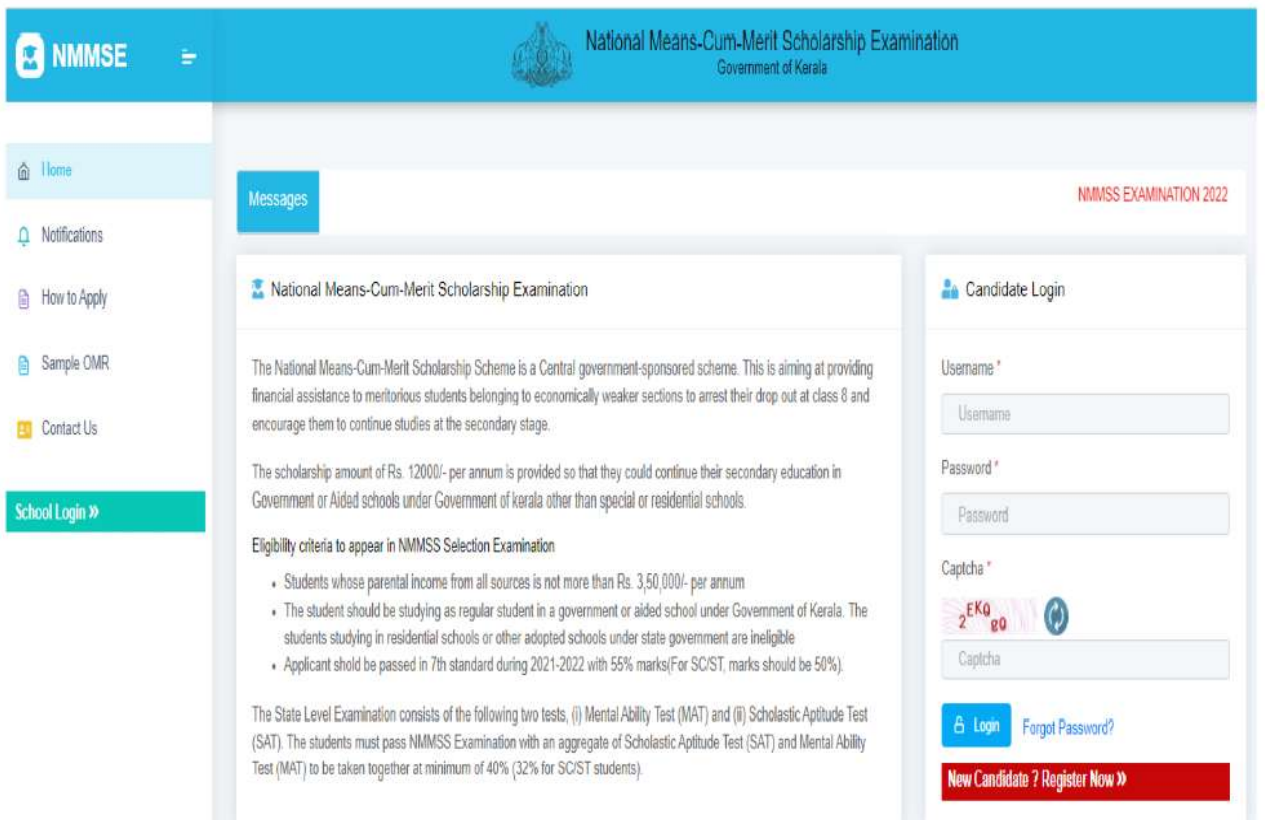 NMMSE
National Means-Cum-Merit Scholarship Examination
Government of Kerala
Home
Notifications
How to Apply
Sample OMR
Contact Us
School Login »
Messages
NMMSS EXAMINATION 2022
National Means-Cum-Merit Scholarship Examination
The National Means-Cum-Merit Scholarship Scheme is a Central government-sponsored scheme. This is aiming at providing
financial assistance to meritorious students belonging to economically weaker sections to arrest their drop out at class 8 and
encourage them to continue studies at the secondary stage.
The scholarship amount of Rs. 12000/- per annum is provided so that they could continue their secondary education in
Government or Aided schools under Government of kerala other than special or residential schools.
Eligibility criteria to appear in NMMSS Selection Examination
• Students whose parental income from all sources is not more than Rs. 3,50,000/- per annum
• The student should be studying as regular student in a government or aided school under Government of Kerala. The
students studying in residential schools or other adopted schools under state government are ineligible
• Applicant shold be passed in 7th standard during 2021-2022 with 55% marks(For SC/ST, marks should be 50%).
The State Level Examination consists of the following two tests, (i) Mental Ability Test (MAT) and (ii) Scholastic Aptitude Test
(SAT). The students must pass NMMSS Examination with an aggregate of Scholastic Aptitude Test (SAT) and Mental Ability
Test (MAT) to be taken together at minimum of 40% (32% for SC/ST students).
Candidate Login
Username *
Username
Password *
Password
Captcha *
2EKQgQ
Captcha
Login Forgot Password?
New Candidate ? Register Now »